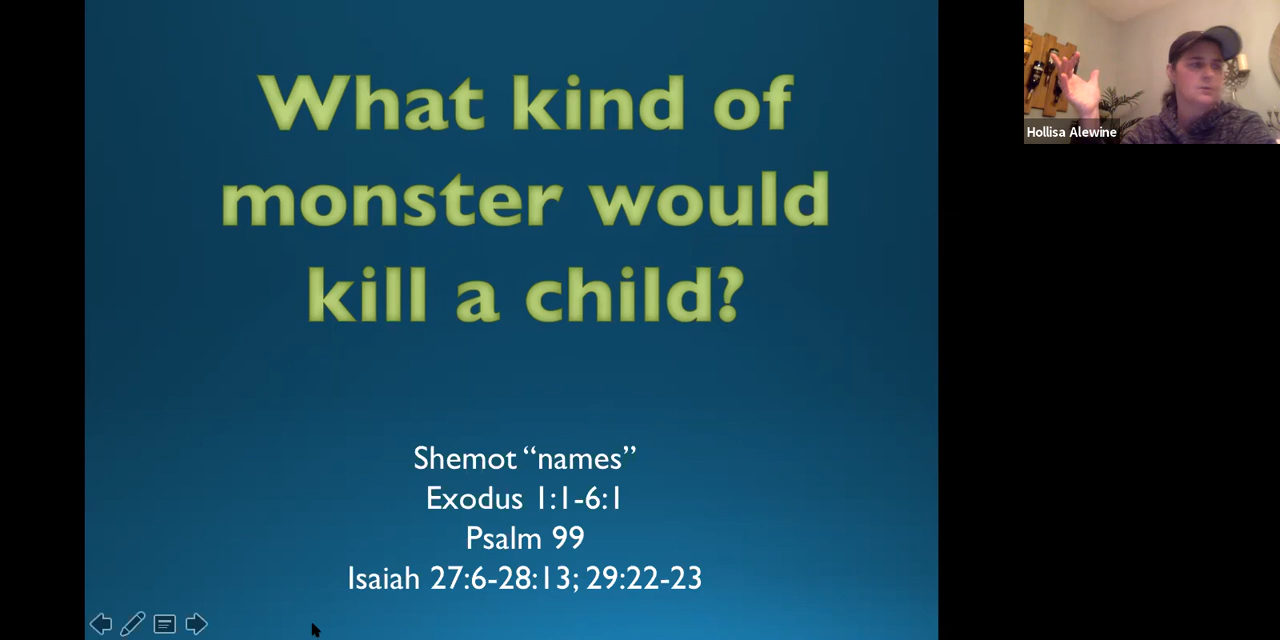 What kind of
monster would
kill a child?
Shemot “names”
Exodus 1:1-6:1
Psalm 99
Isaiah 27:6-28:13; 29:22-23
Hollisa Alewine